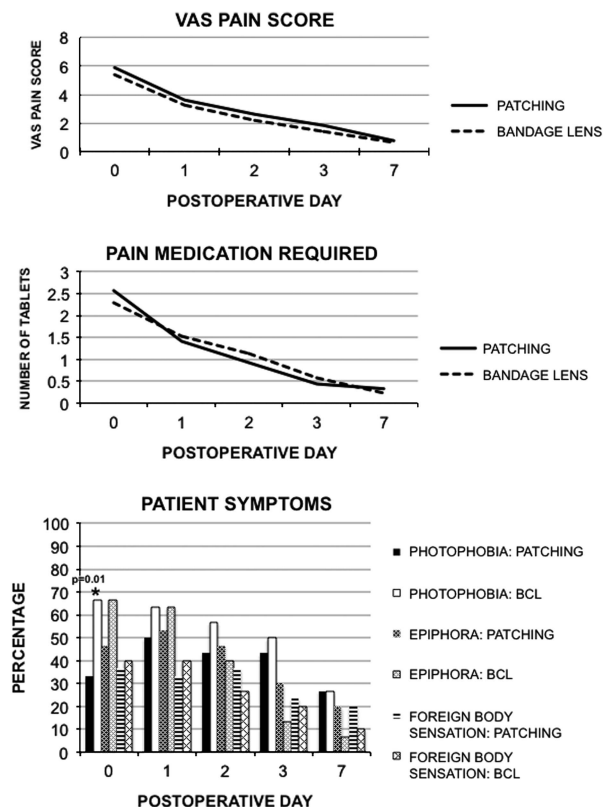 VAS PAIN SCORE
8
6
4
2
0
VAS PAIN SCORE
0 1 2 3 7
POSTOPERATIVE DAY
PATCHING
BANDAGE LENS
PAIN MEDICATION REQUIRED
3
2.5
2
1.5
1
0.5
0
NUMBER OF TABLETS
0 1 2 3 7
POSTOPERATIVE DAY
PATCHING
BANDAGE LENS
PATIENT SYMPTOMS
100
90
80
70
60
50
40
30
20
10
0
PERCENTAGE
p=0.01
*
0 1 2 3 7
POSTOPERATIVE DAY
PHOTOPHOBIA: PATCHING
PHOTOPHOBIA: BCL
EPIPHORA: PATCHING
EPIPHORA: BCL
FOREIGN BODY
SENSATION: PATCHING
FOREIGN BODY
SENSATION: BCL